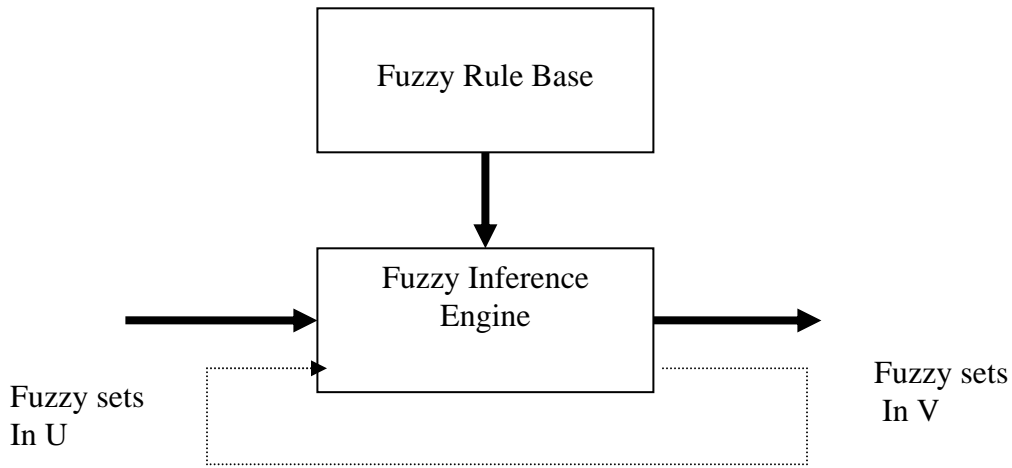 Fuzzy Rule Base
Fuzzy Inference
Engine
Fuzzy sets
In U
Fuzzy sets
In V